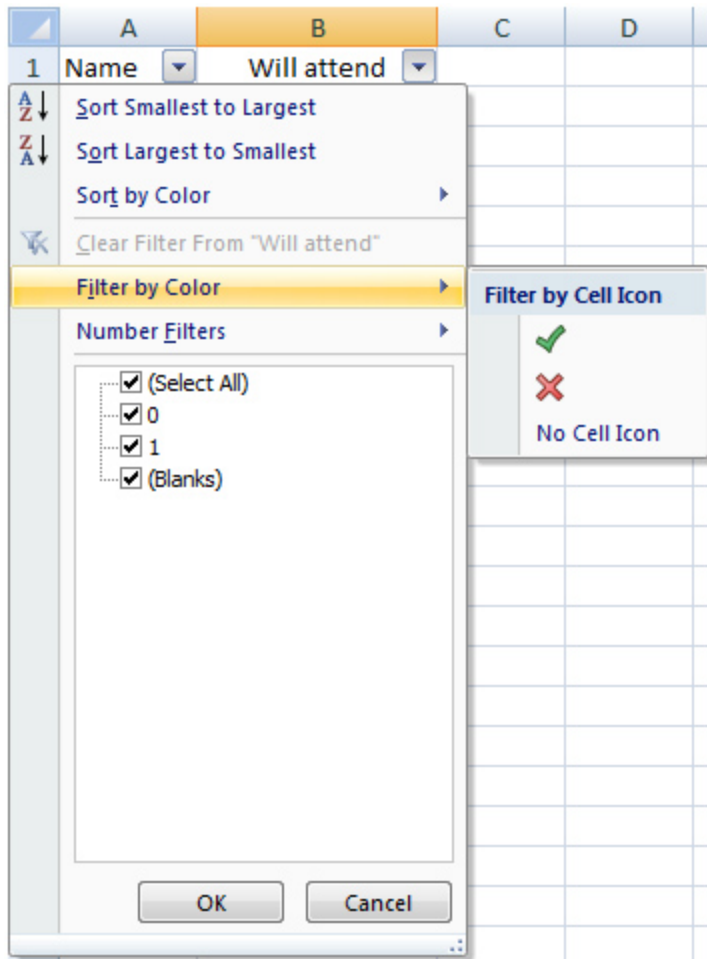 A B C D
1 Name Will attend
Sort Smallest to Largest
Sort Largest to Smallest
Sort by Color
Clear Filter From "Will attend"
Filter by Color
Filter by Cell Icon
Number Filters
No Cell Icon
(Select All)
0
1
(Blanks)
OK Cancel